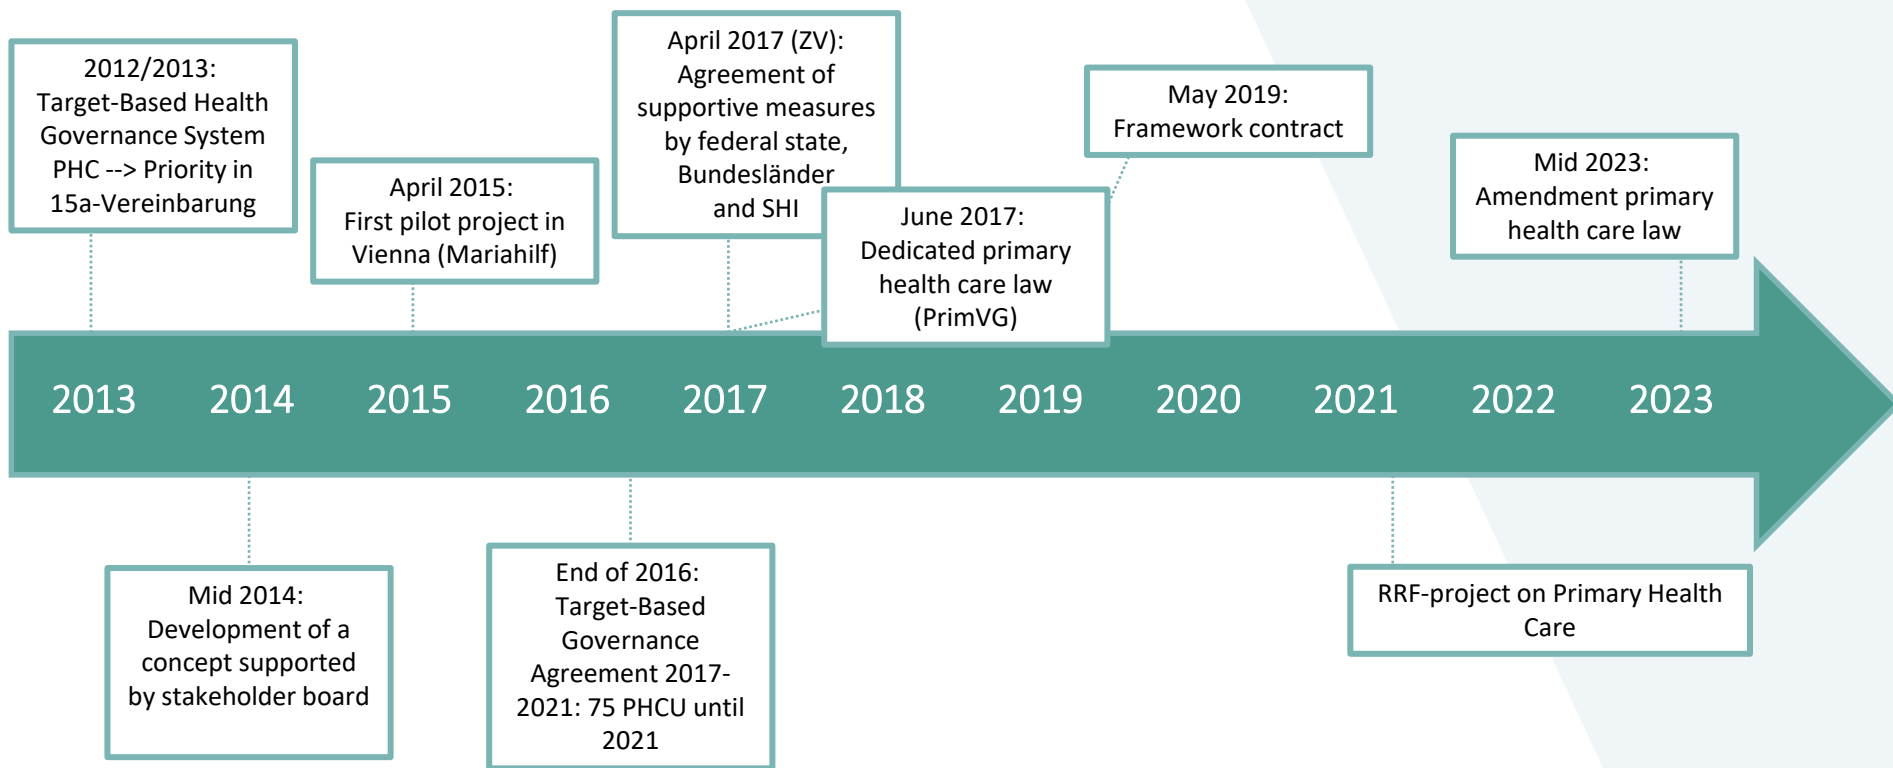 2012/2013:
Target-Based Health
Governance System
PHC --> Priority in
15a-Vereinbarung
April 2015:
First pilot project in
Vienna (Mariahilf)
April 2017 (ZV):
Agreement of
supportive measures
by federal state,
Bundesländer
and SHI
June 2017:
Dedicated primary
health care law
(PrimVG)
May 2019:
Framework contract
Mid 2023:
Amendment primary
health care law
2013 2014 2015 2016 2017 2018 2019 2020 2021 2022 2023
Mid 2014:
Development of a
concept supported
by stakeholder board
End of 2016:
Target-Based
Governance
Agreement 2017-
2021: 75 PHCU until
2021
RRF-project on Primary Health
Care